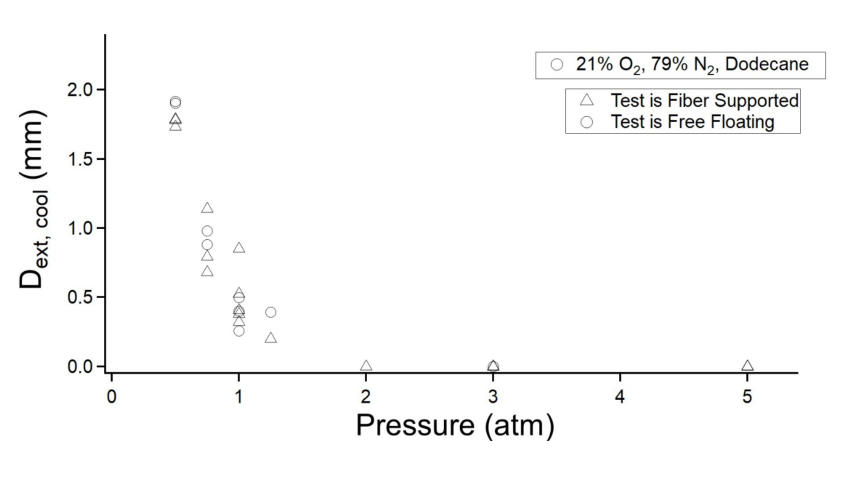 21% O2, 79% N2, Dodecane
Test is Fiber Supported
Test is Free Floating
Dext, cool (mm)
2.0
1.5
1.0
0.5
0.0
0 1 2 3 4 5
Pressure (atm)